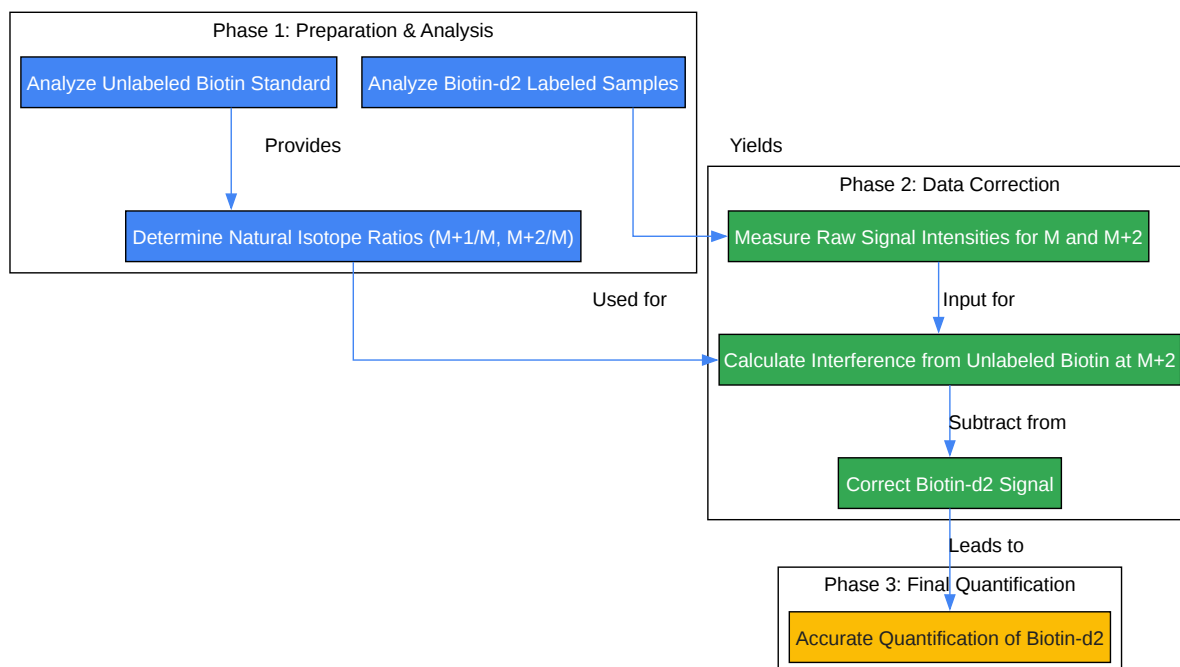 Phase 1: Preparation & Analysis
Analyze Unlabeled Biotin Standard
Analyze Biotin-d2 Labeled Samples
Provides
Yields
Determine Natural Isotope Ratios (M+1/M, M+2/M)
Phase 2: Data Correction
Measure Raw Signal Intensities for M and M+2
Used for
Input for
Calculate Interference from Unlabeled Biotin at M+2
Subtract from
Correct Biotin-d2 Signal
Leads to
Phase 3: Final Quantification
Accurate Quantification of Biotin-d2